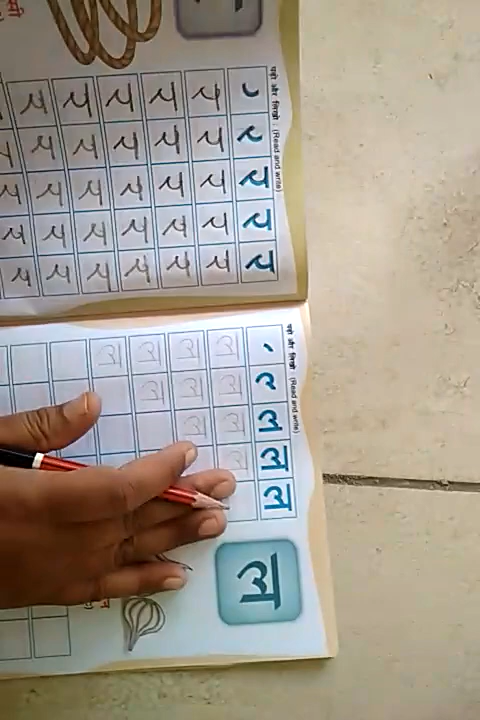 पढ़ो और लिखो : (Read and write)
र र र
र र र र र
र र र र र
र र र र र
र र र र र
र र र र र
र र र र
ल
पढ़ो और लिखो : (Read and write)
ल ल ल
ल ल ल ल
ल ल ल
ल ल
ल